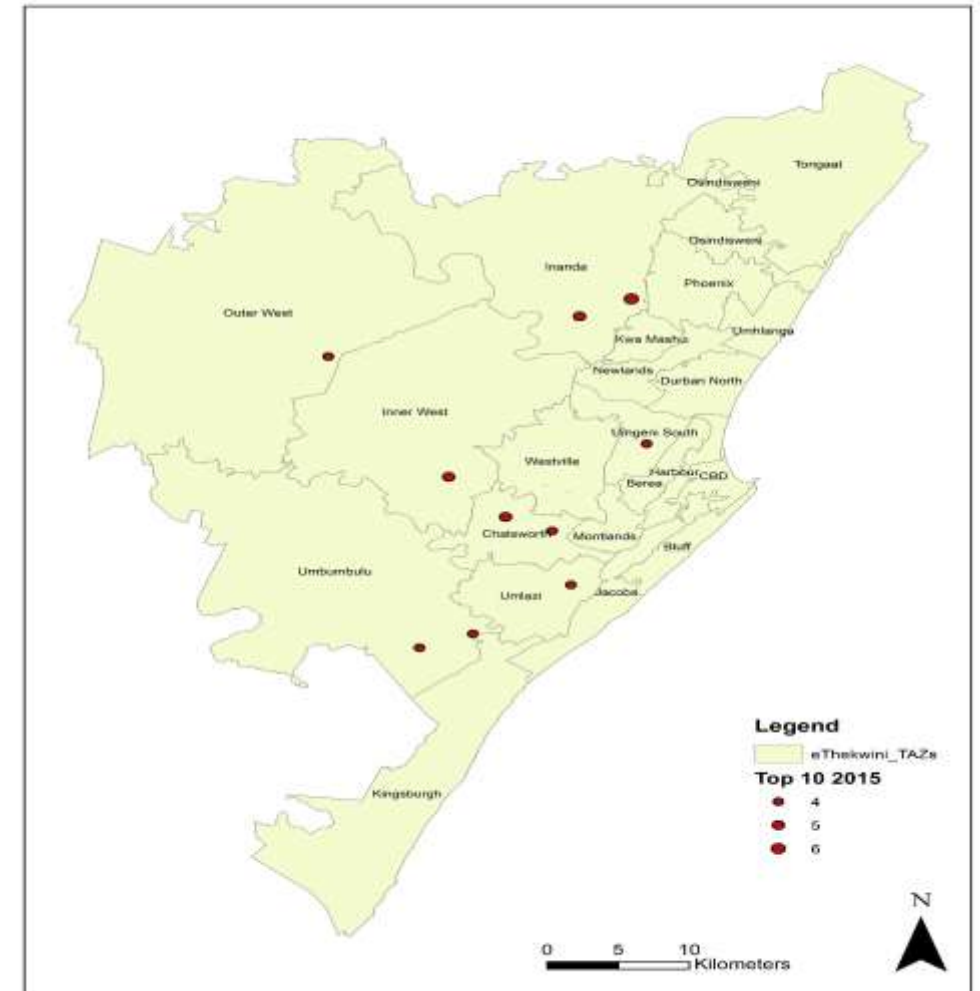 Tongaat
Osindisweni
Osindisweni
Inanda
Phoenix
Outer West
Umhlanga
Kwa Mashu
Newlands
Durban North
Inner West
Umgeni South
Westville
Harbour
CBD
Berea
Chatsworth
Montlands
Bluff
Umbumbulu
Umlazi
Jacobs
Legend
eThekwini_TAZs
Top 10 2015
4
5
6
Kingsburgh
N
0 5 10
Kilometers